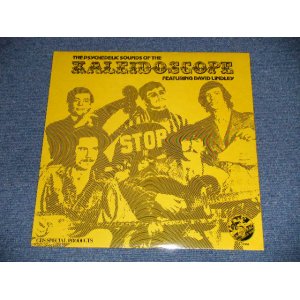 THE PSYCHEDELIC SOUNDS OF THE
KALEIDOSCOPE
FEATURING DAVID LINDLEY
STOP
CBS SPECIAL PRODUCTS